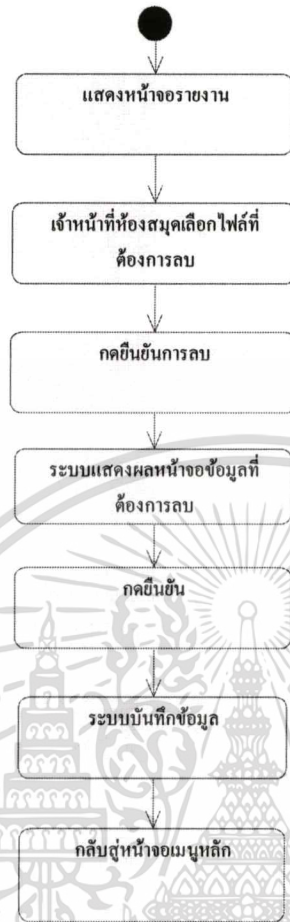 แสดงหน้าจอรายงาน
เจ้าหน้าที่ห้องสมุดเลือกไฟล์ที่
ต้องการลบ
กดยืนยันการลบ
ระบบแสดงผลหน้าจอข้อมูลที่
ต้องการลบ
กดยืนยัน
ระบบบันทึกข้อมูล
กลับสู่หน้าจอเมนูหลัก